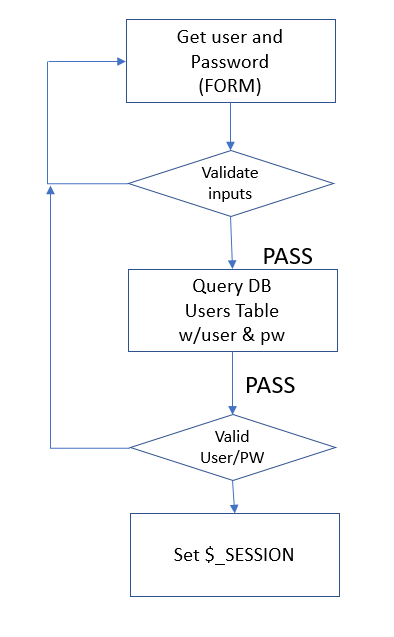 Get user and
Password
(FORM)
Validate
inputs
PASS
Query DB
Users Table
w/user & pw
PASS
Valid
User/PW
Set $_SESSION